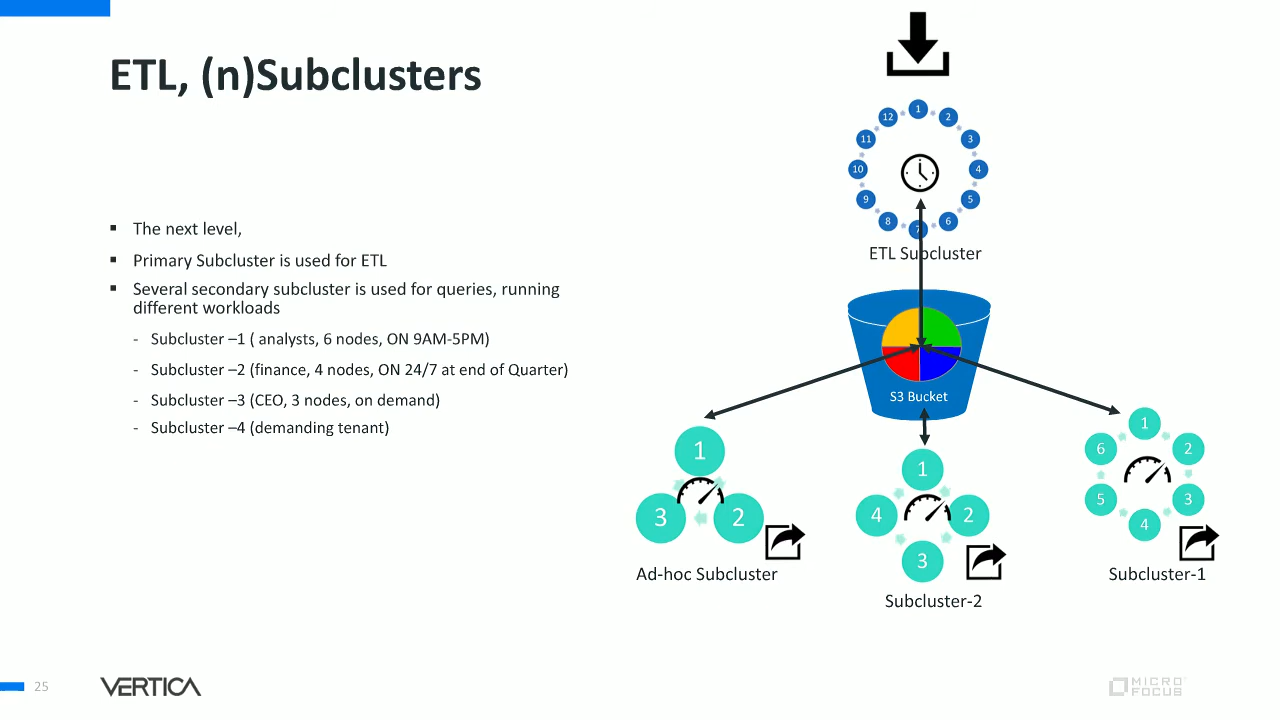 ETL, (n)Subclusters
▪ The next level,
▪ Primary Subcluster is used for ETL
▪ Several secondary subcluster is used for queries, running
different workloads
- Subcluster –1 ( analysts, 6 nodes, ON 9AM-5PM)
- Subcluster –2 (finance, 4 nodes, ON 24/7 at end of Quarter)
- Subcluster –3 (CEO, 3 nodes, on demand)
- Subcluster –4 (demanding tenant)
1
2
3
4
5
6
7
8
9
10
11
12
ETL Subcluster
S3 Bucket
1
2
3
Ad-hoc Subcluster
1
2
3
4
Subcluster-2
1
2
3
4
5
6
Subcluster-1
25
VERTICA
MICRO
FOCUS